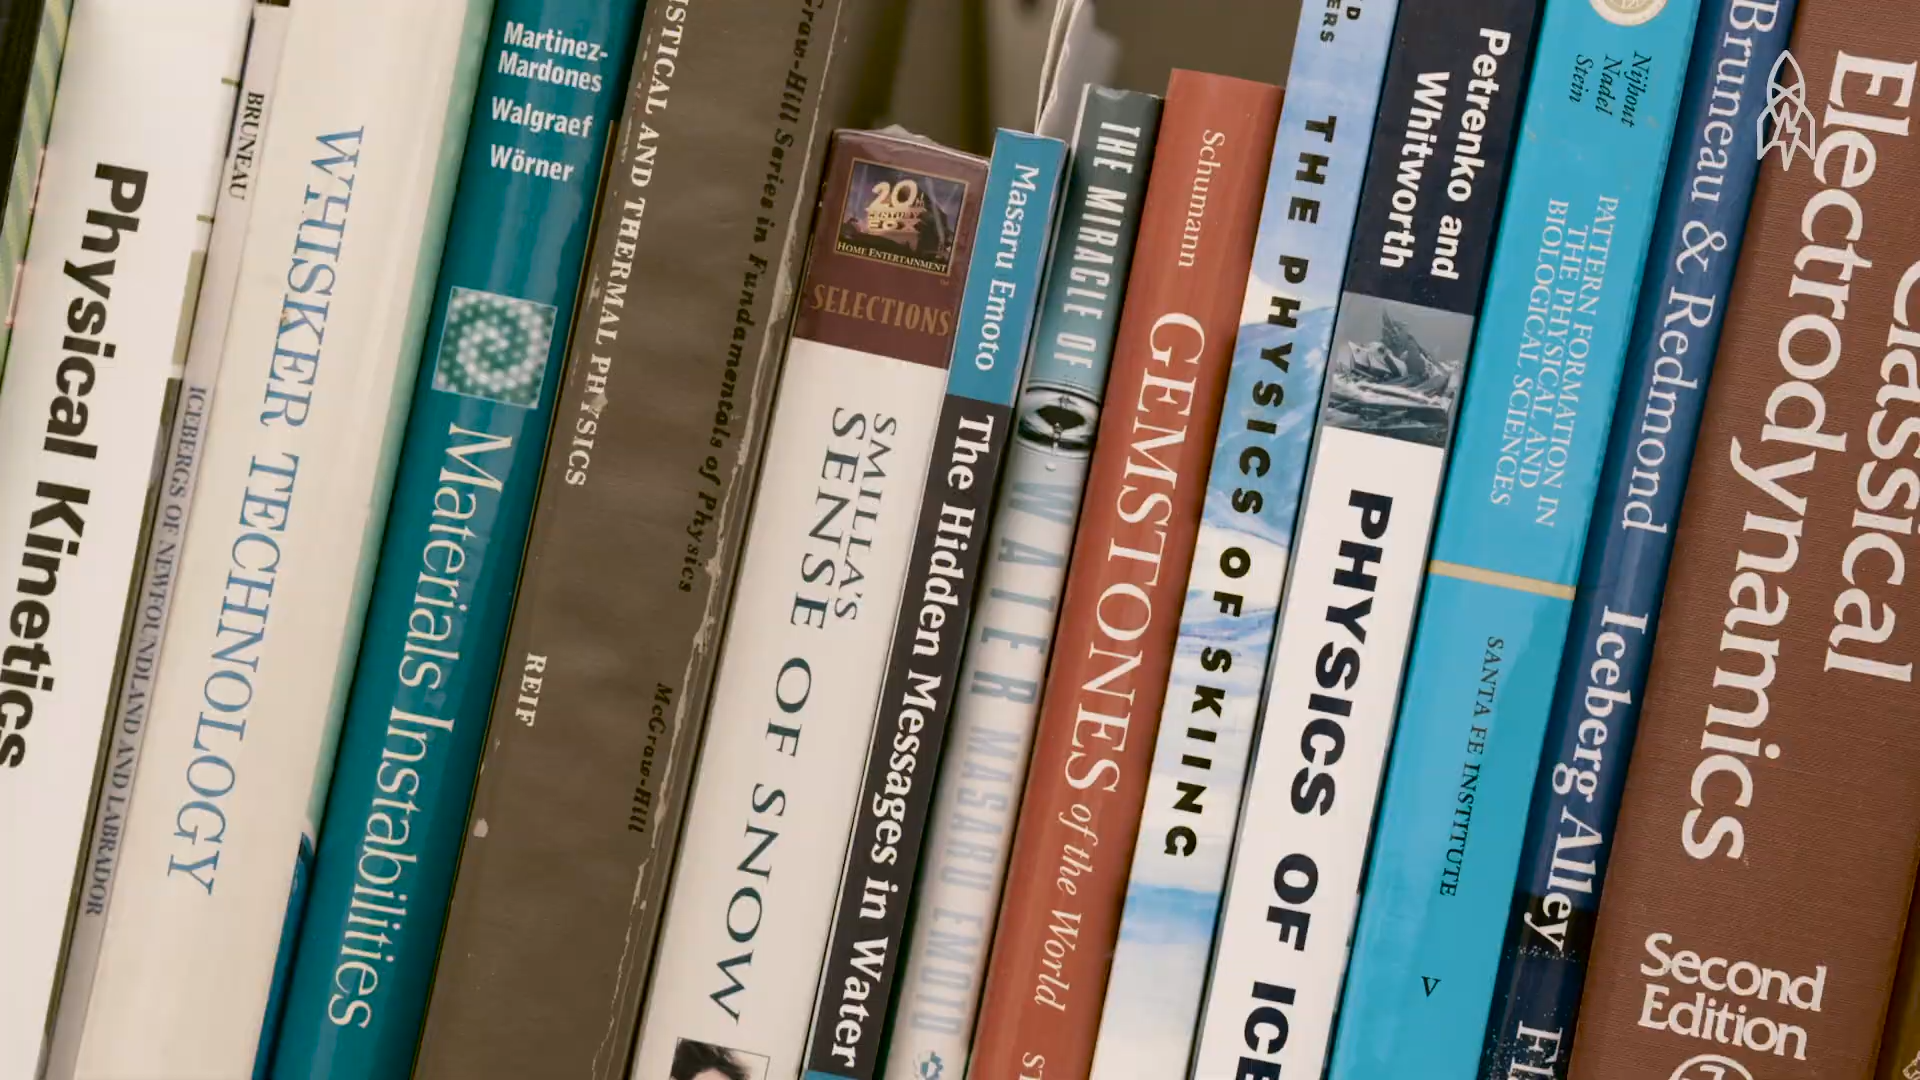 Physical Kinetics
BRUNEAU
ICEBERGS OF NEWFOUNDLAND AND LABRADOR
WHISKER TECHNOLOGY
Martinez-
Mardones
Walgraef
Wörner
Materials Instabilities
AND THERMAL PHYSICS
REIF
McGraw-Hill Series in Fundamentals of Physics
McGraw-Hill
20th
CENTURY
FOX
HOME ENTERTAINMENT
SELECTIONS
SMILLA'S
SENSE OF SNOW
Masaru Emoto
The Hidden Messages in Water
THE MIRACLE OF
WATER MASARU EMOTO
Schumann
GEMSTONES of the World
THE PHYSICS OF SKIING
Petrenko and
Whitworth
PHYSICS OF ICE
Nijhout
Nadel
Stein
PATTERN FORMATION IN
THE PHYSICAL AND
BIOLOGICAL SCIENCES
SANTA FE INSTITUTE
V
Bruneau & Redmond
Iceberg Alley
Classical
Electrodynamics
Second
Edition